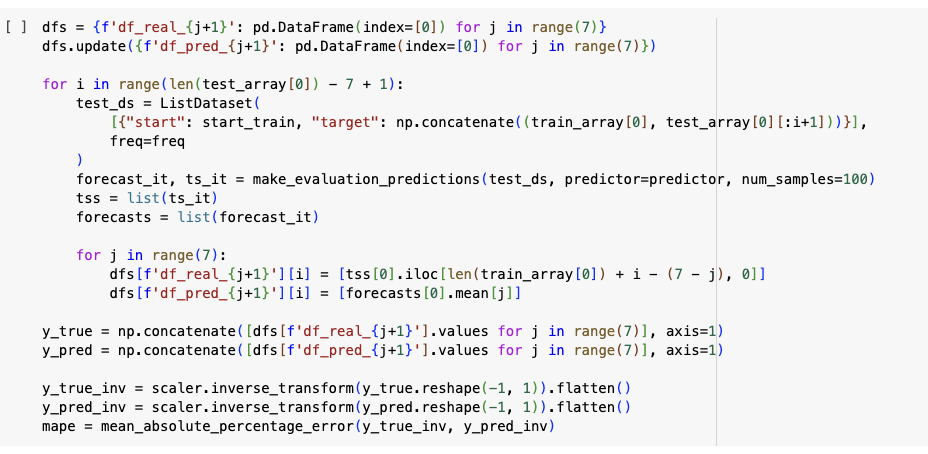 [ ] dfs = {f'df_real_{j+1}': pd.DataFrame(index=[0]) for j in range(7)}
dfs.update({f'df_pred_{j+1}': pd.DataFrame(index=[0]) for j in range(7)})
for i in range(len(test_array[0]) - 7 + 1):
test_ds = ListDataset(
[{"start": start_train, "target": np.concatenate((train_array[0], test_array[0][:i+1]))}],
freq=freq
)
forecast_it, ts_it = make_evaluation_predictions(test_ds, predictor=predictor, num_samples=100)
tss = list(ts_it)
forecasts = list(forecast_it)
for j in range(7):
dfs[f'df_real_{j+1}'][i] = [tss[0].iloc[len(train_array[0]) + i - (7 - j), 0]]
dfs[f'df_pred_{j+1}'][i] = [forecasts[0].mean[j]]
y_true = np.concatenate([dfs[f'df_real_{j+1}'].values for j in range(7)], axis=1)
y_pred = np.concatenate([dfs[f'df_pred_{j+1}'].values for j in range(7)], axis=1)
y_true_inv = scaler.inverse_transform(y_true.reshape(-1, 1)).flatten()
y_pred_inv = scaler.inverse_transform(y_pred.reshape(-1, 1)).flatten()
mape = mean_absolute_percentage_error(y_true_inv, y_pred_inv)